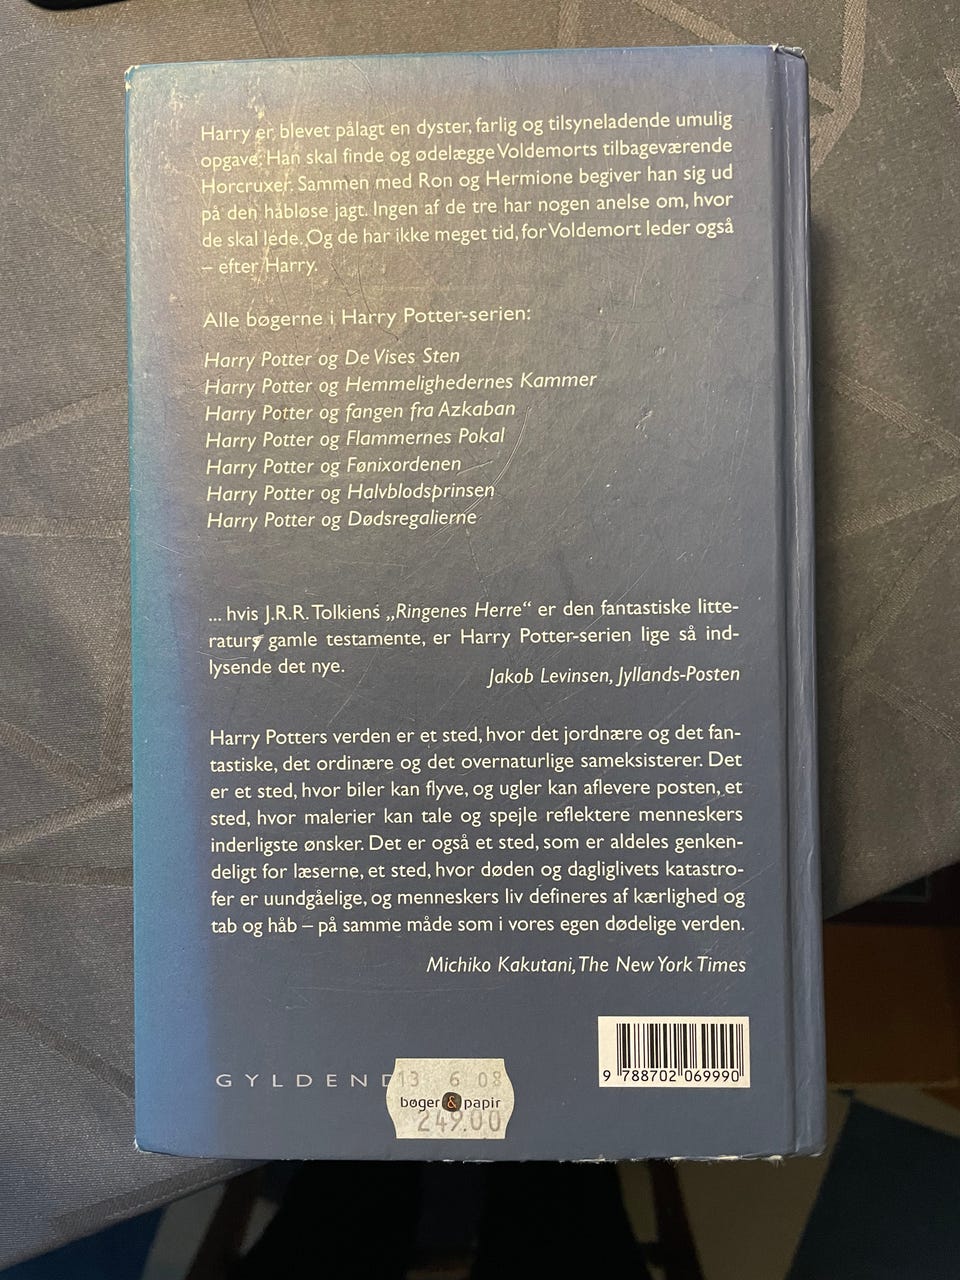 Harry er blevet pålagt en dyster, farlig og tilsyneladende umulig
opgave: Han skal finde og ødelægge Voldemorts tilbageværende
Horcruxer. Sammen med Ron og Hermione begiver han sig ud
på den håbløse jagt. Ingen af de tre har nogen anelse om, hvor
de skal lede. Og de har ikke meget tid, for Voldemort leder også
– efter Harry.
Alle bøgerne i Harry Potter-serien:
Harry Potter og De Vises Sten
Harry Potter og Hemmelighedernes Kammer
Harry Potter og fangen fra Azkaban
Harry Potter og Flammernes Pokal
Harry Potter og Fønixordenen
Harry Potter og Halvblodsprinsen
Harry Potter og Dødsregalierne
... hvis J.R.R. Tolkiens „Ringenes Herre“ er den fantastiske litte-
raturs gamle testamente, er Harry Potter-serien lige så ind-
lysende det nye.
Jakob Levinsen, Jyllands-Posten
Harry Potters verden er et sted, hvor det jordnære og det fan-
tastiske, det ordinære og det overnaturlige sameksisterer. Det
er et sted, hvor biler kan flyve, og ugler kan aflevere posten, et
sted, hvor malerier kan tale og spejle reflektere menneskers
inderligste ønsker. Det er også et sted, som er aldeles genken-
deligt for læserne, et sted, hvor døden og dagliglivets katastro-
fer er uundgåelige, og menneskers liv defineres af kærlighed og
tab og håb – på samme måde som i vores egen dødelige verden.
Michiko Kakutani, The New York Times
9 788702 069990
GYLDEND
13 6 08
bøger & papir
249.00